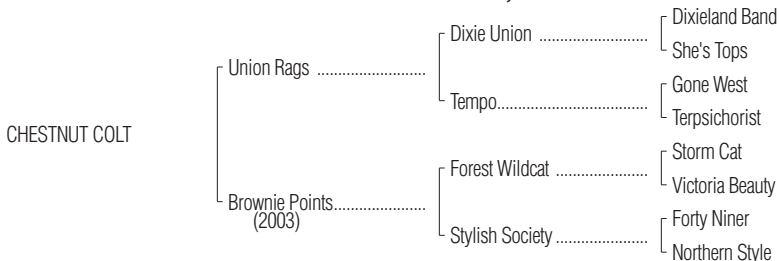 Dixieland Band
Dixie Union ..........................
She's Tops
Union Rags ..........................
Gone West
Tempo.....................................
Terpsichorist
CHESTNUT COLT
Storm Cat
Forest Wildcat ......................
Victoria Beauty
Brownie Points......................
(2003)
Forty Niner
Stylish Society ......................
Northern Style